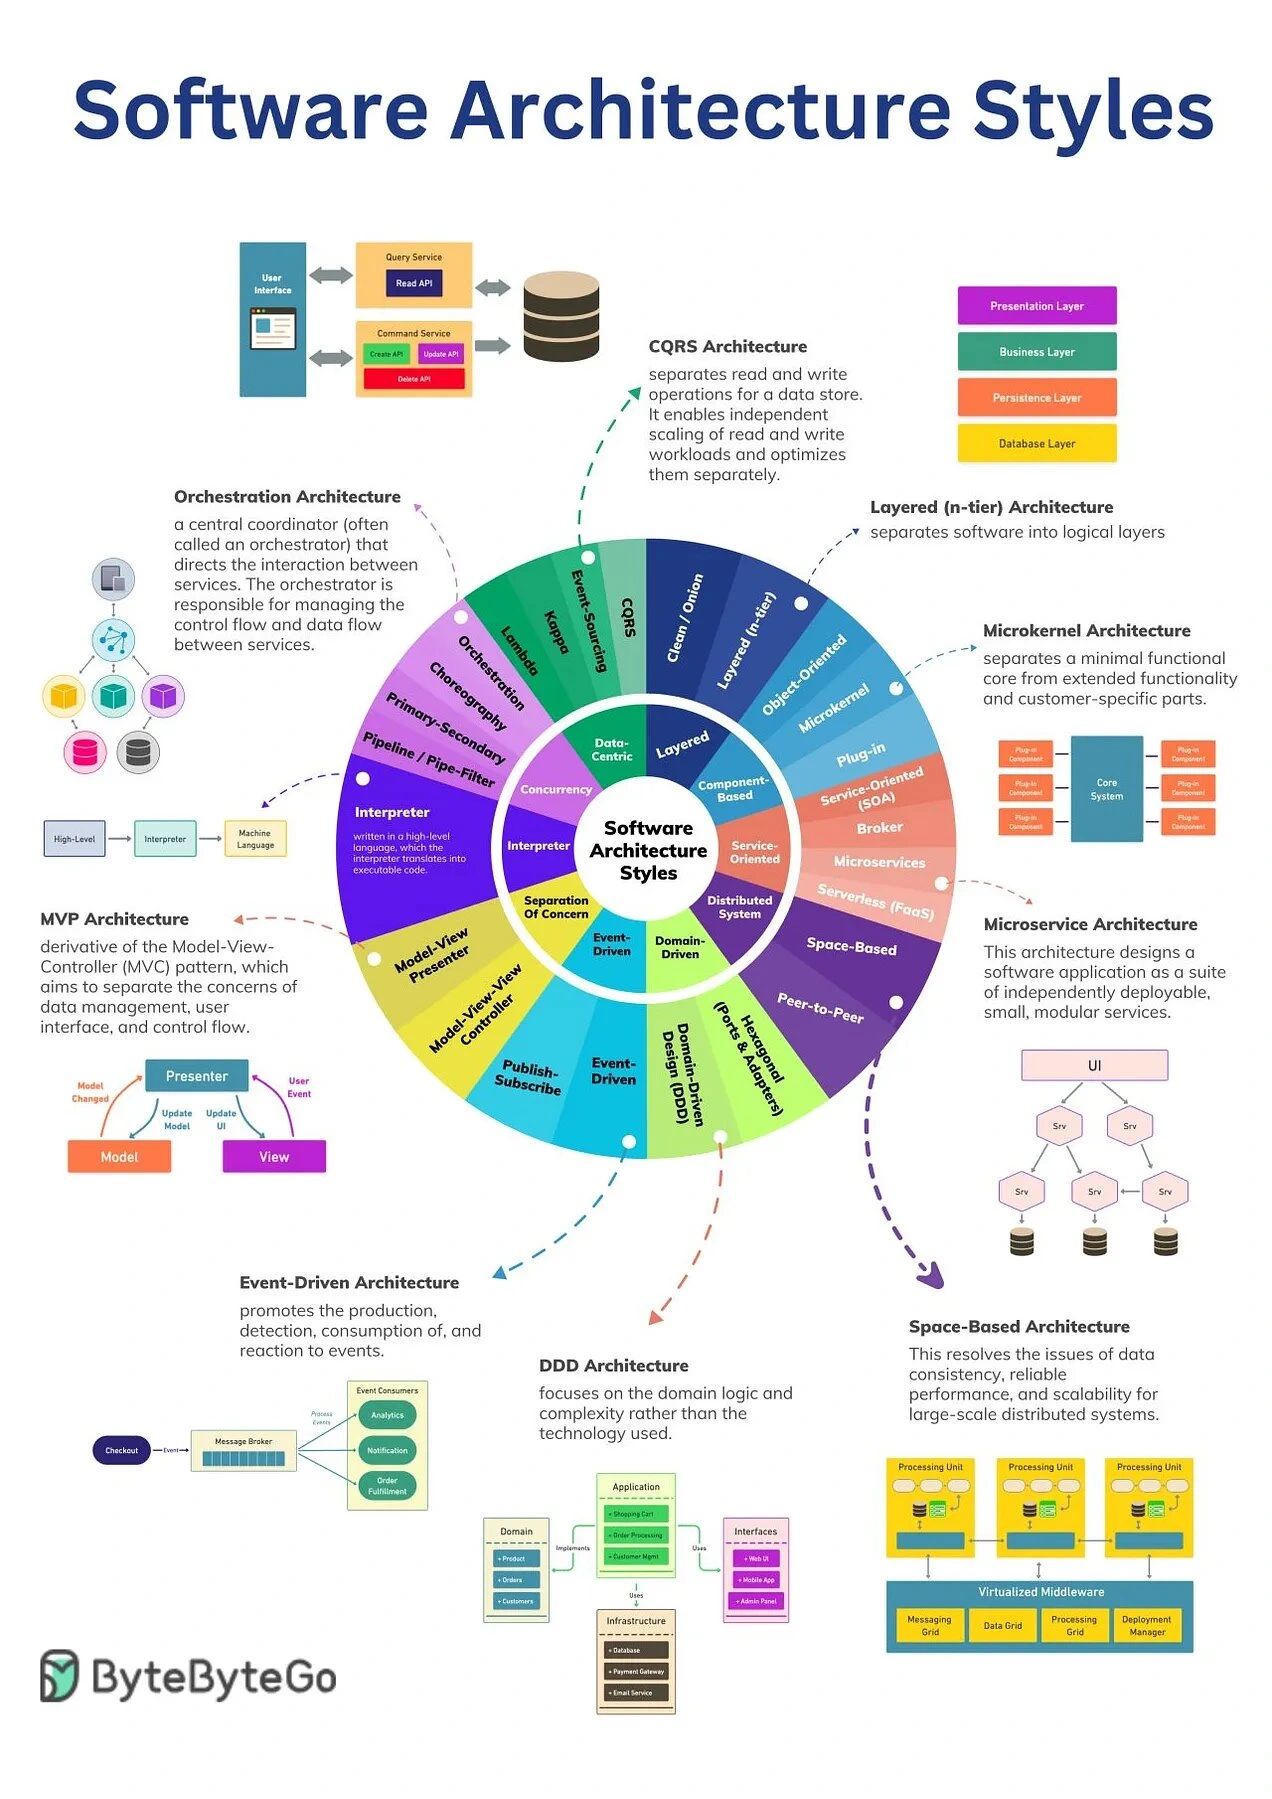 Software Architecture Styles
User
Interface
Query Service
Read API
Command Service
Create API
Update API
Delete API
CQRS Architecture
separates read and write
operations for a data store.
It enables independent
scaling of read and write
workloads and optimizes
them separately.
Presentation Layer
Business Layer
Persistence Layer
Database Layer
Layered (n-tier) Architecture
separates software into logical layers
Orchestration Architecture
a central coordinator (often
called an orchestrator) that
directs the interaction between
services. The orchestrator is
responsible for managing the
control flow and data flow
between services.
Microkernel Architecture
separates a minimal functional
core from extended functionality
and customer-specific parts.
Plug-in
Component
Plug-in
Component
Plug-in
Component
Core
System
Plug-in
Component
Plug-in
Component
Plug-in
Component
High-Level
Interpreter
Machine
Language
Software
Architecture
Styles
Layered
Component-
Based
Service-
Oriented
Distributed
System
Domain-
Driven
Event-
Driven
Separation
Of Concern
Interpreter
Concurrency
Data-
Centric
Clean / Onion
Layered (n-tier)
Object-Oriented
Microkernel
Plug-in
Service-Oriented
(SOA)
Broker
Microservices
Serverless (FaaS)
Space-Based
Peer-to-Peer
Hexagonal
(Ports & Adapters)
Domain-Driven
Design (DDD)
Event-
Driven
Publish-
Subscribe
Model-View-View
Controller
Model-View
Presenter
Interpreter
written in a high-level
language, which the
interpreter translates into
executable code.
Pipeline / Pipe-Filter
Primary-Secondary
Choreography
Orchestration
Lambda
Kappa
Event-Sourcing
CQRS
MVP Architecture
derivative of the Model-View-
Controller (MVC) pattern, which
aims to separate the concerns of
data management, user
interface, and control flow.
Presenter
Model
Changed
Update
Model
Update
UI
User
Event
Model
View
Microservice Architecture
This architecture designs a
software application as a suite
of independently deployable,
small, modular services.
UI
Srv
Srv
Srv
Srv
Srv
Event-Driven Architecture
promotes the production,
detection, consumption of, and
reaction to events.
Checkout
Event
Message Broker
Process
Events
Event Consumers
Analytics
Notification
Order
Fulfillment
DDD Architecture
focuses on the domain logic and
complexity rather than the
technology used.
Application
+ Shopping Cart
+ Order Processing
+ Customer Mgmt
Domain
+ Product
+ Orders
+ Customers
Implements
Uses
Interfaces
+ Web UI
+ Mobile App
+ Admin Panel
Uses
Infrastructure
+ Database
+ Payment Gateway
+ Email Service
Space-Based Architecture
This resolves the issues of data
consistency, reliable
performance, and scalability for
large-scale distributed systems.
Processing Unit
Processing Unit
Processing Unit
Virtualized Middleware
Messaging
Grid
Data Grid
Processing
Grid
Deployment
Manager
ByteByteGo